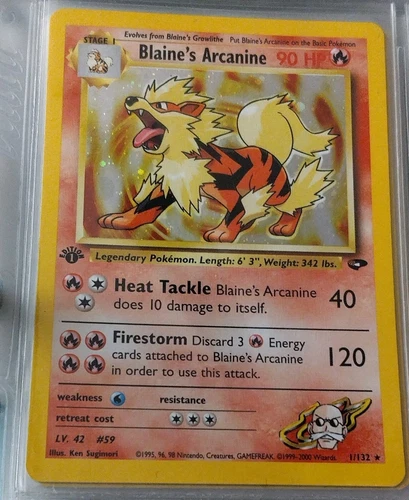 STAGE 1
Evolves from Blaine's Growlithe Put Blaine's Arcanine on the Basic Pokémon
Blaine's Arcanine 90 HP
EDITION
1
Legendary Pokémon. Length: 6' 3", Weight: 342 lbs.
Heat Tackle Blaine's Arcanine
does 10 damage to itself.
40
Firestorm Discard 3 Energy
cards attached to Blaine's Arcanine
in order to use this attack.
120
weakness resistance
retreat cost
LV. 42 #59
Illus. Ken Sugimori ©1995, 96, 98 Nintendo, Creatures, GAMEFREAK. ©1999-2000 Wizards. 1/132 ★